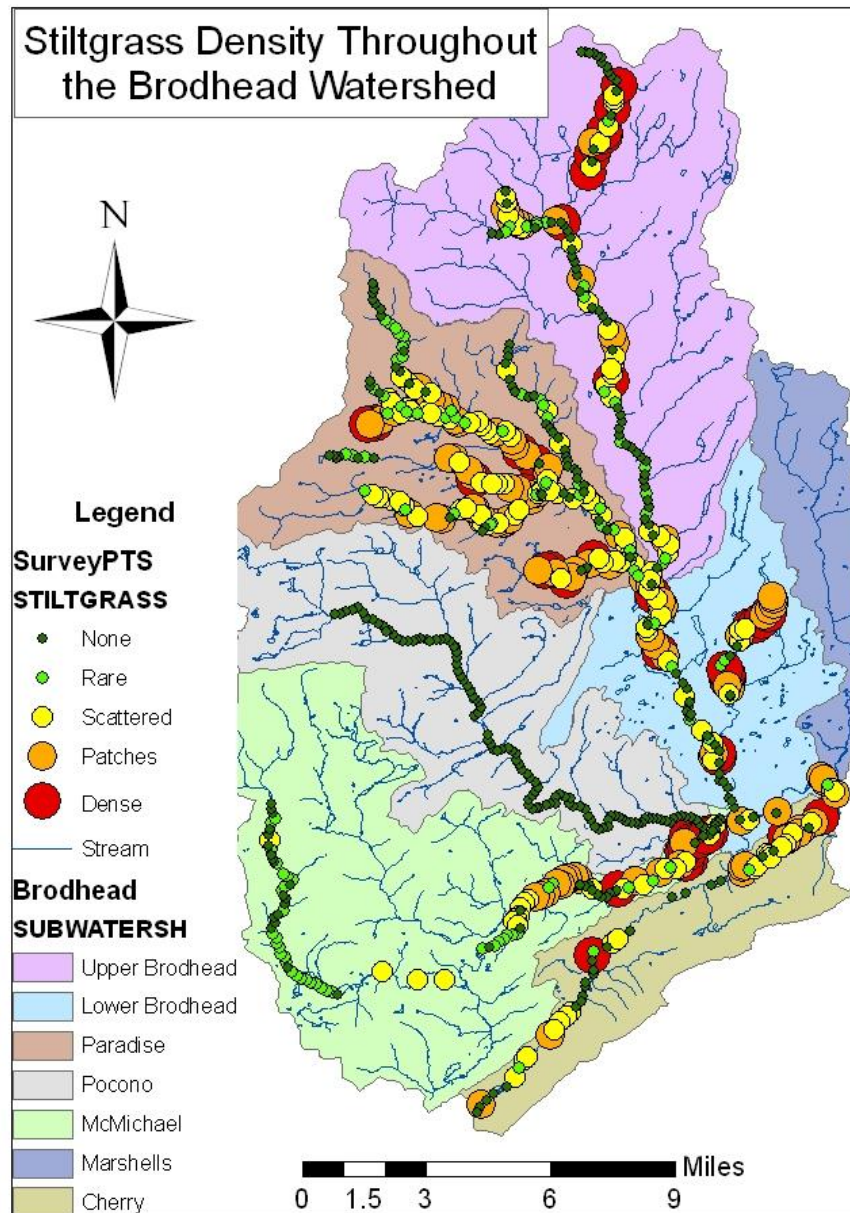 Stiltgrass Density Throughout
the Brodhead Watershed
N
Legend
SurveyPTS
STILTGRASS
None
Rare
Scattered
Patches
Dense
Stream
Brodhead
SUBWATERSH
Upper Brodhead
Lower Brodhead
Paradise
Pocono
McMichael
Marshells
Cherry
Miles
0 1.5 3 6 9